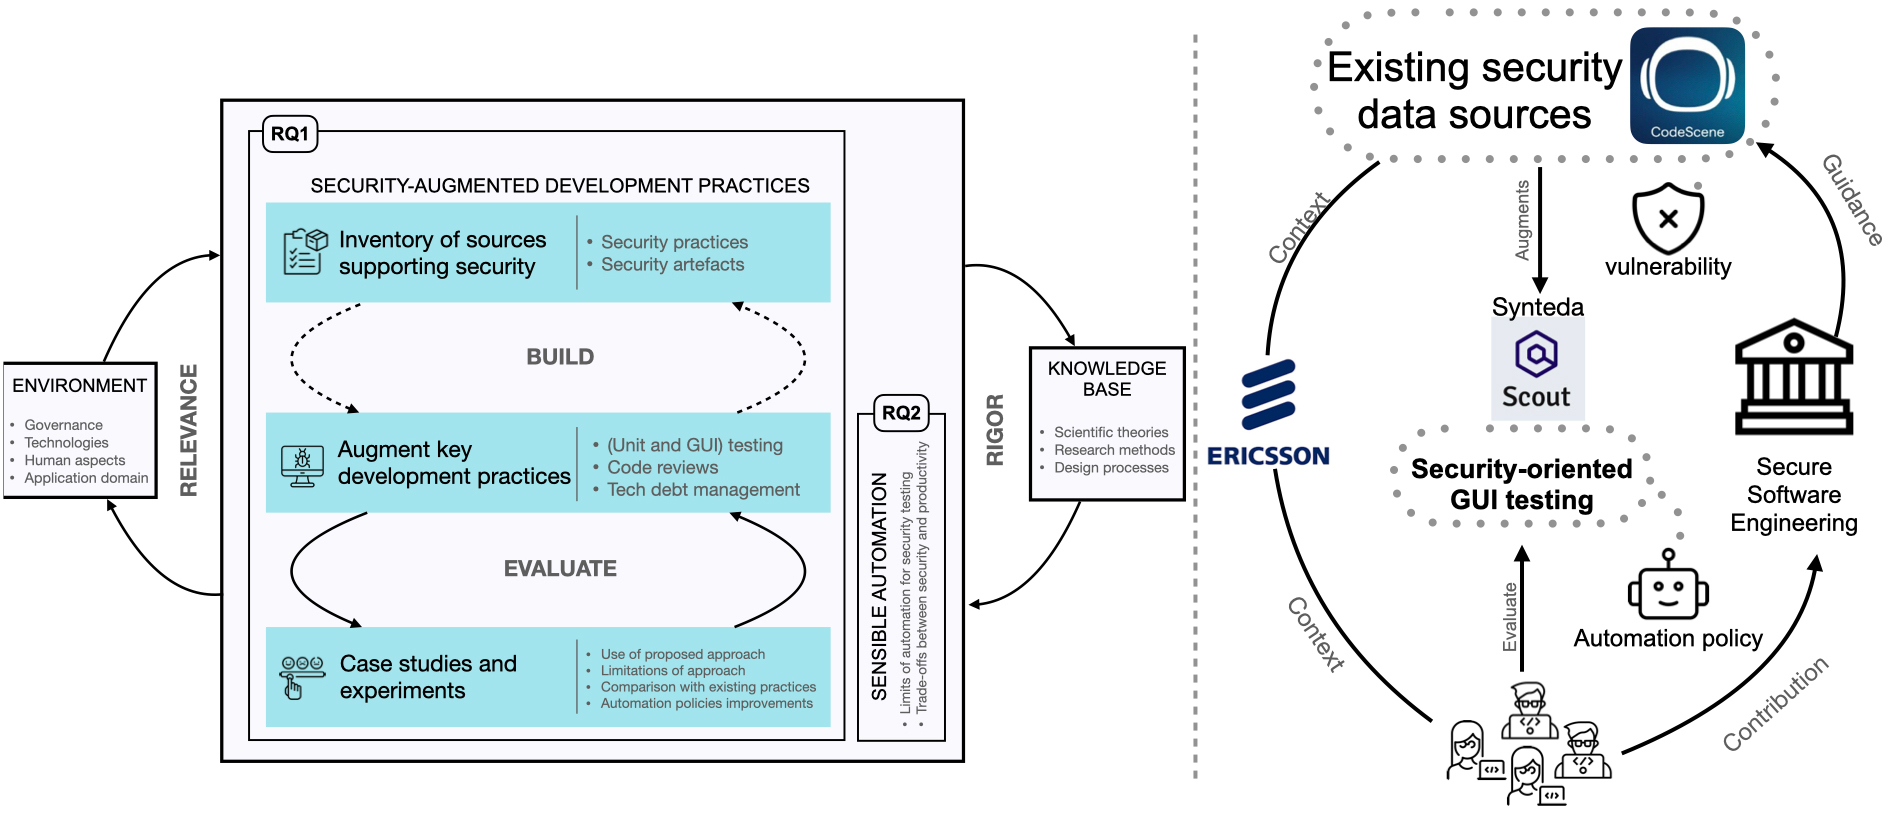 RQ1
SECURITY-AUGMENTED DEVELOPMENT PRACTICES
Inventory of sources
supporting security
• Security practices
• Security artefacts
BUILD
Augment key
development practices
• (Unit and GUI) testing
• Code reviews
• Tech debt management
EVALUATE
Case studies and
experiments
• Use of proposed approach
• Limitations of approach
• Comparison with existing practices
• Automation policies improvements
ENVIRONMENT
• Governance
• Technologies
• Human aspects
• Application domain
RELEVANCE
RQ2
SENSIBLE AUTOMATION
• Limits of automation for security testing
• Trade-offs between security and productivity
RIGOR
KNOWLEDGE
BASE
• Scientific theories
• Research methods
• Design processes
Existing security
data sources
CodeScene
Context
Augments
vulnerability
Guidance
Synteda
Scout
ERICSSON
Security-oriented
GUI testing
Secure
Software
Engineering
Evaluate
Automation policy
Context
Contribution